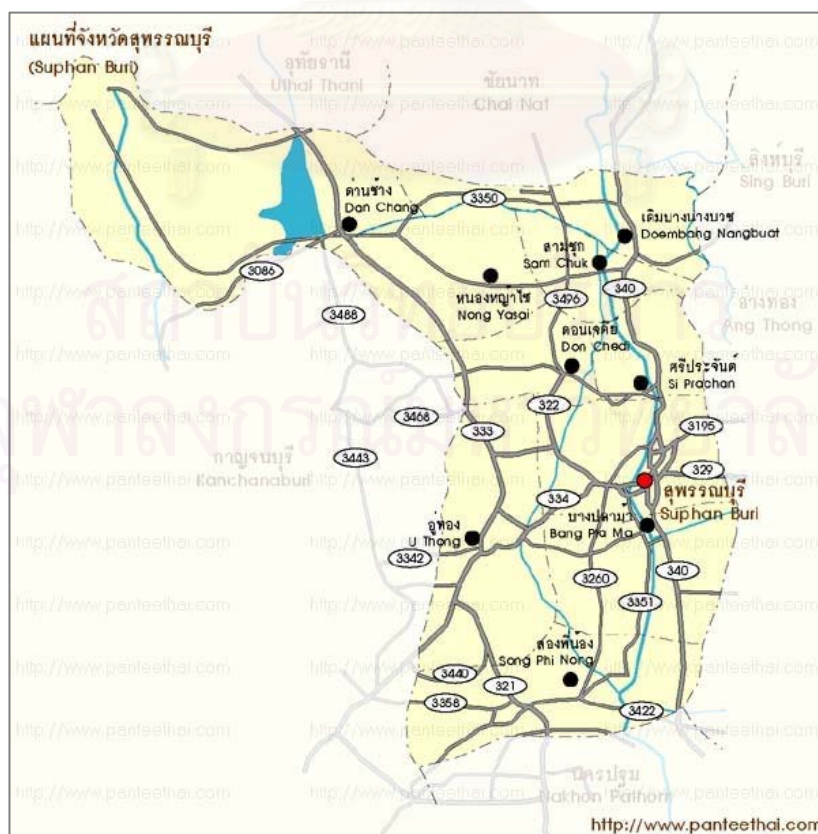 แผนที่จังหวัดสุพรรณบุรี
(Suphan Buri)
อุทัยธานี
Uthai Thani
ชัยนาท
Chai Nat
สิงห์บุรี
Sing Buri
ด่านช้าง
Dan Chang
3350
เดิมบางนางบวช
Doembang Nangbuat
สามชุก
Sam Chuk
3086
หนองหญ้าไซ
Nong Yasai
3496
340
อ่างทอง
Ang Thong
3488
ดอนเจดีย์
Don Chedi
ศรีประจันต์
Si Prachan
322
3468
333
3195
กาญจนบุรี
Kanchanaburi
3443
329
334
สุพรรณบุรี
Suphan Buri
บางปลาม้า
Bang Pla Ma
อู่ทอง
U Thong
3342
3260
340
3351
สองพี่น้อง
Song Phi Nong
3440
321
3358
3422
นครปฐม
Nakhon Pathom
http://www.panteethai.com